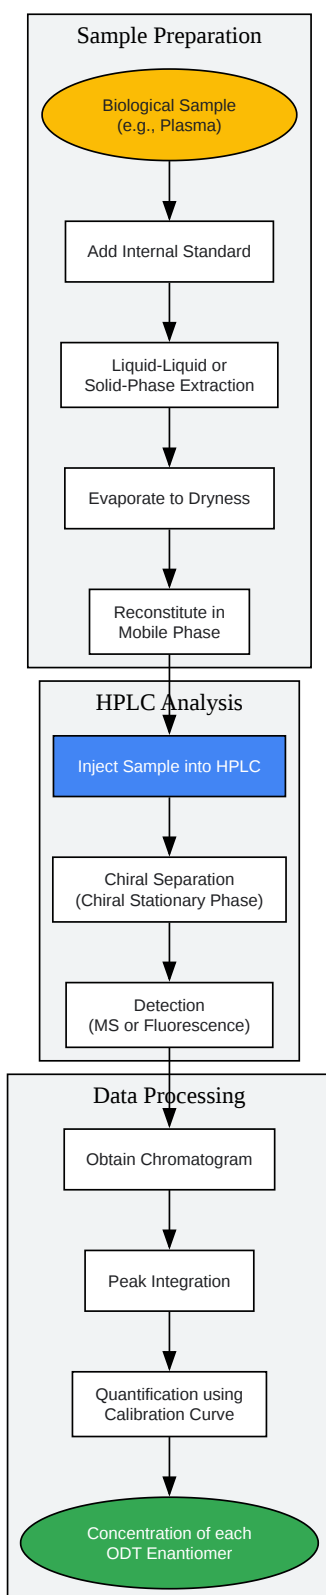 Sample Preparation
Biological Sample
(e.g., Plasma)
Add Internal Standard
Liquid-Liquid or
Solid-Phase Extraction
Evaporate to Dryness
Reconstitute in
Mobile Phase
HPLC Analysis
Inject Sample into HPLC
Chiral Separation
(Chiral Stationary Phase)
Detection
(MS or Fluorescence)
Data Processing
Obtain Chromatogram
Peak Integration
Quantification using
Calibration Curve
Concentration of each
ODT Enantiomer